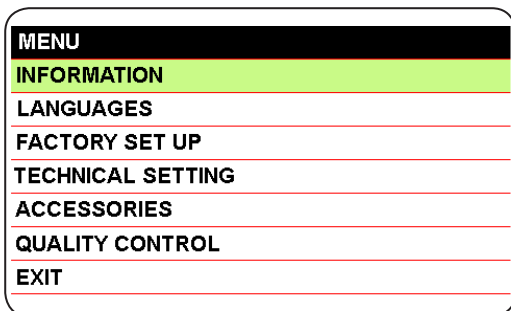 MENU
INFORMATION
LANGUAGES
FACTORY SET UP
TECHNICAL SETTING
ACCESSORIES
QUALITY CONTROL
EXIT